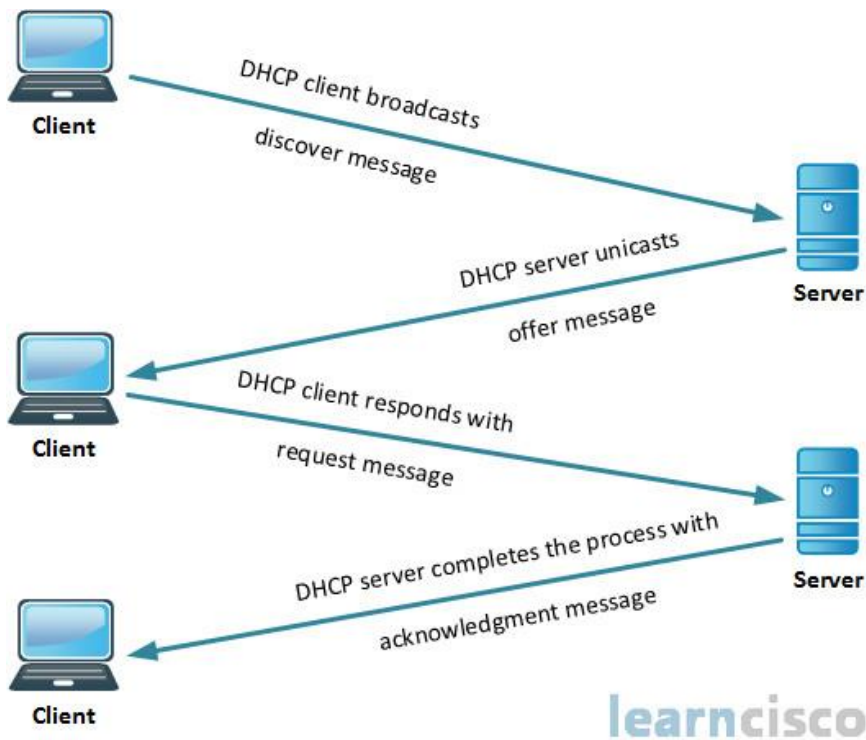 Client
DHCP client broadcasts
discover message
Server
DHCP server unicasts
offer message
Client
DHCP client responds with
request message
Server
DHCP server completes the process with
acknowledgment message
Client
learncisco